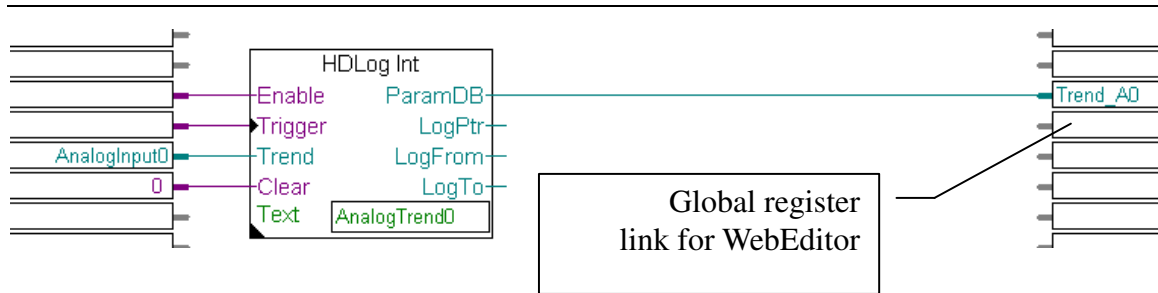 HDLog Int
Enable ParamDB
Trend_A0
Trigger LogPtr
AnalogInput0
Trend LogFrom
0
Clear LogTo
Text AnalogTrend0
Global register
link for WebEditor